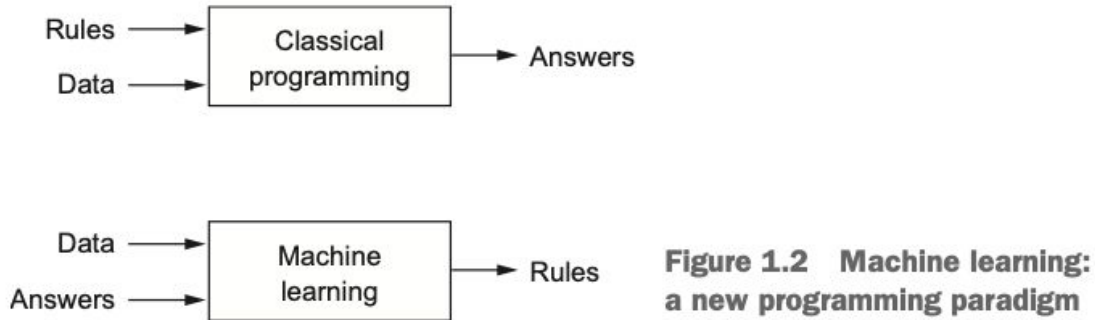 Rules
Data
Classical
programming
Answers
Data
Answers
Machine
learning
Rules
Figure 1.2 Machine learning:
a new programming paradigm